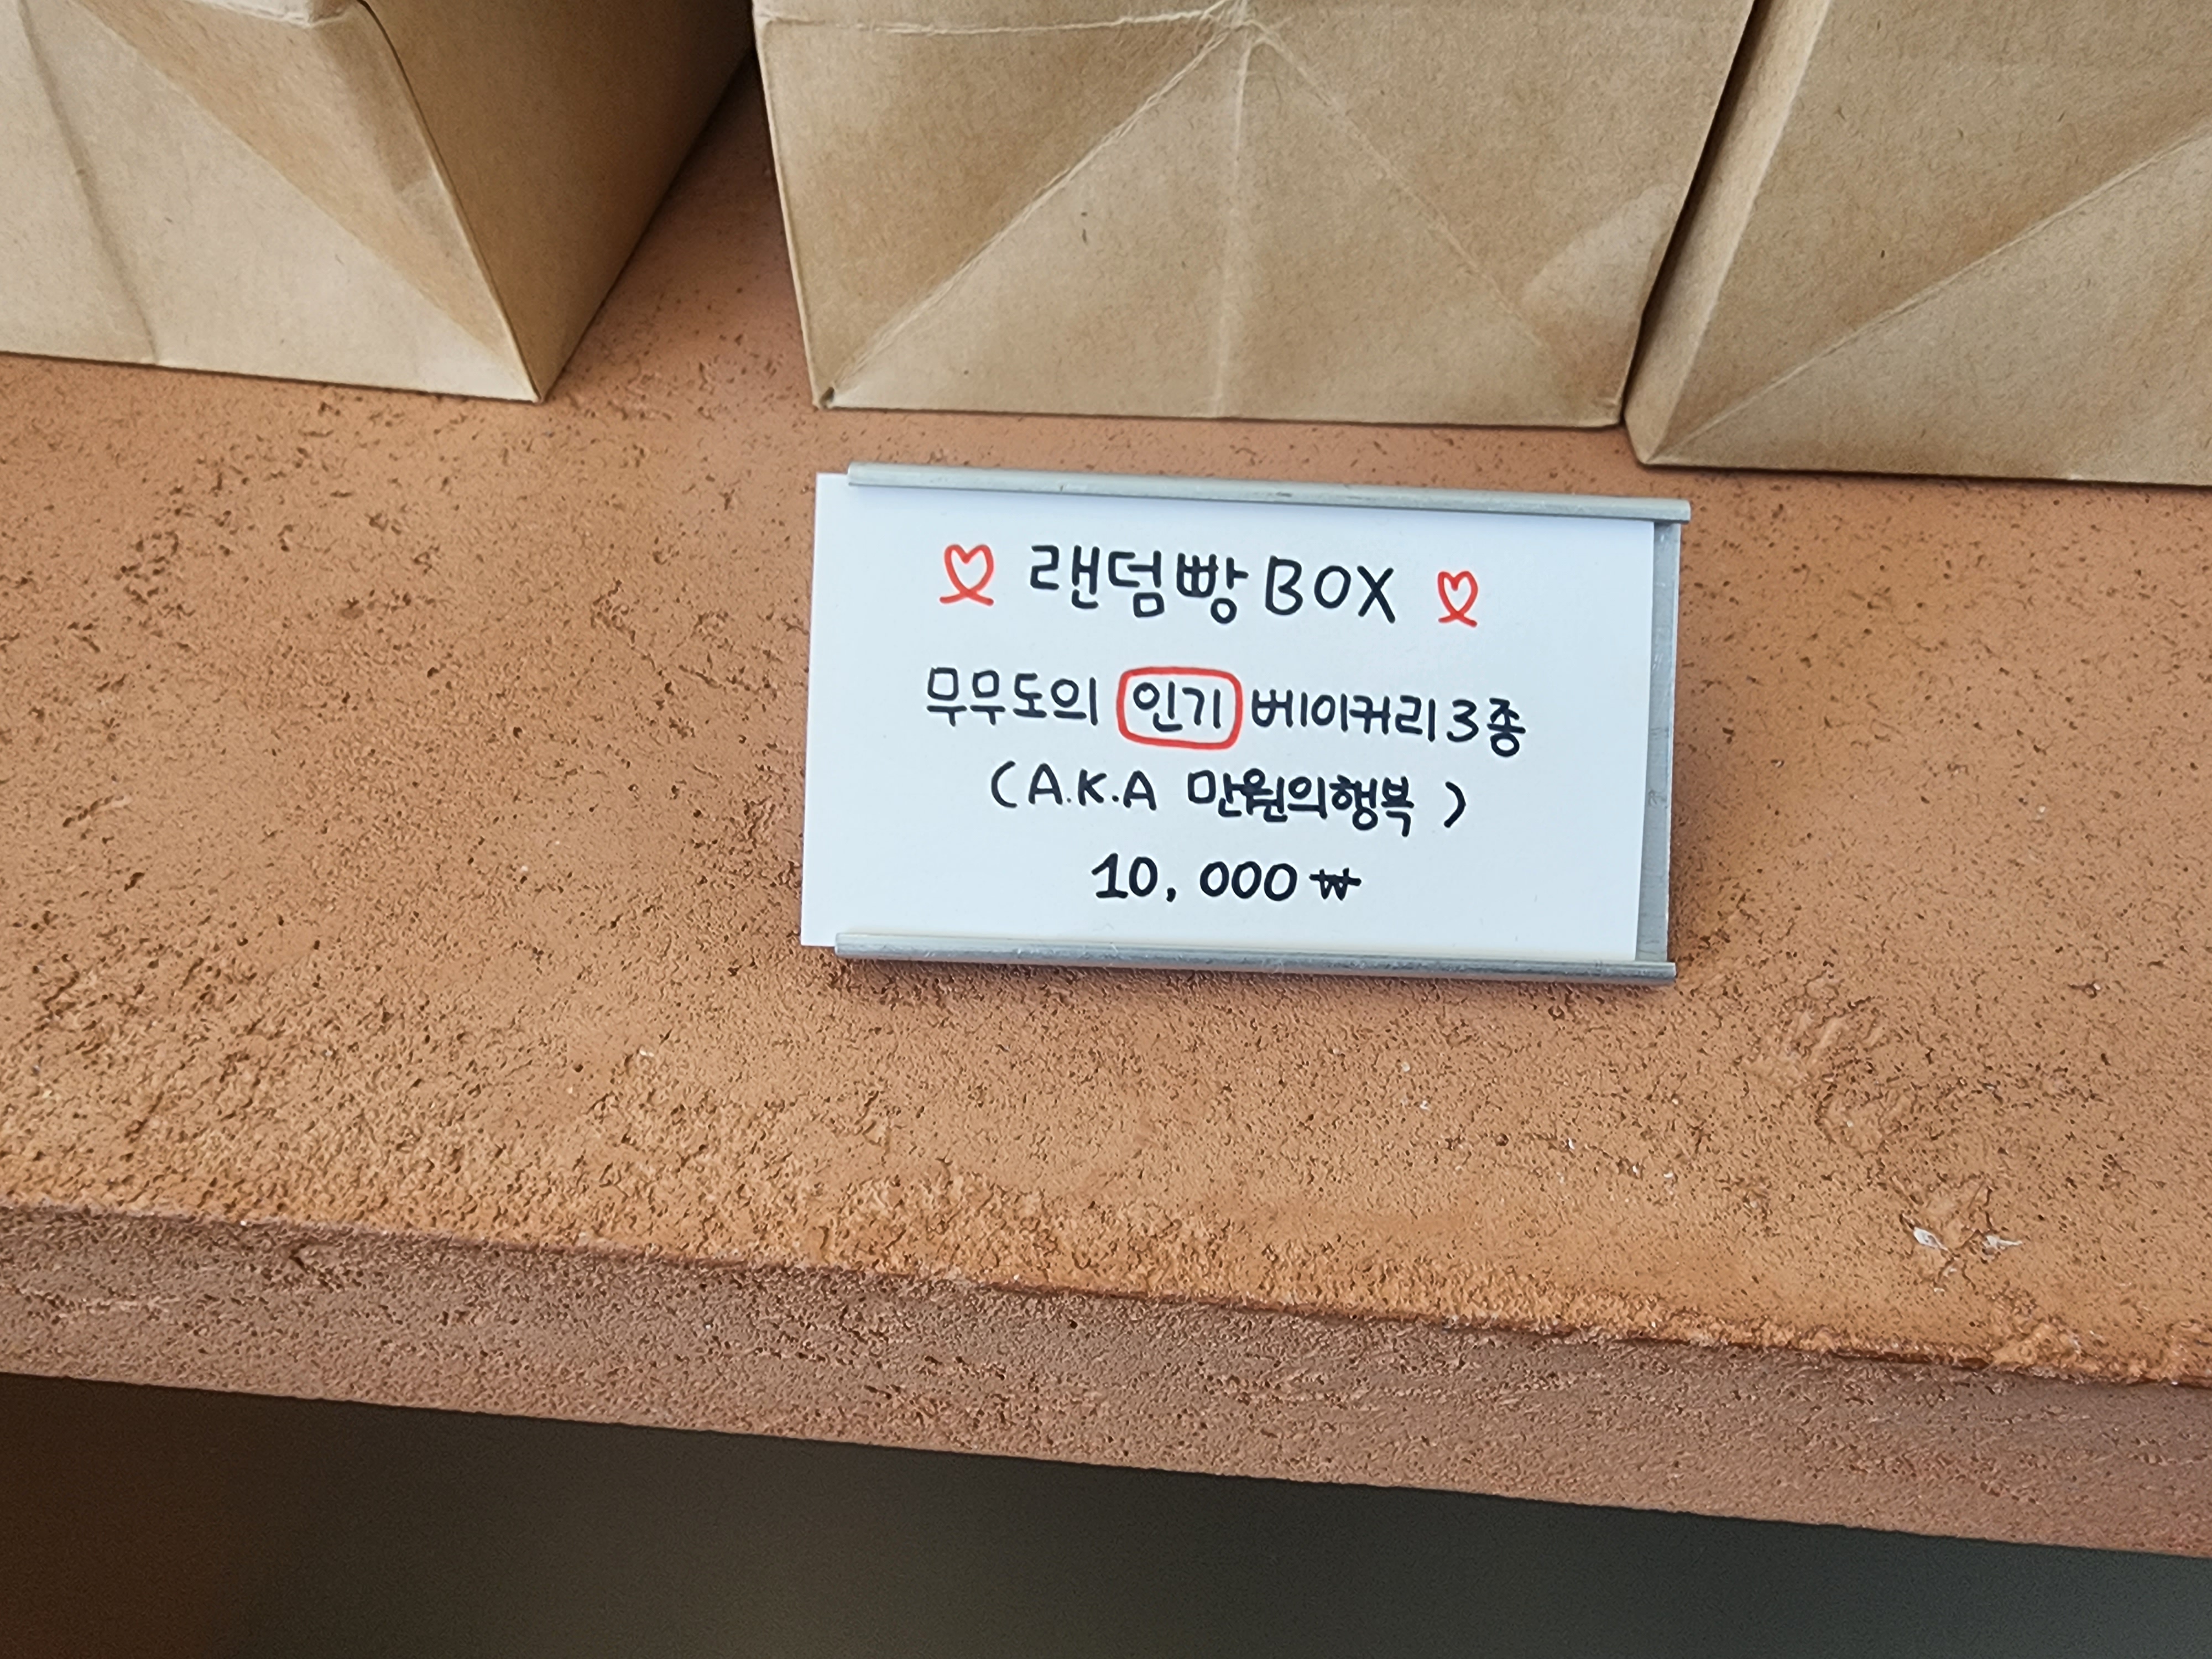 랜덤빵 BOX
무무도의 인기 베이커리 3종
(A.K.A 만원의행복)
10,000₩